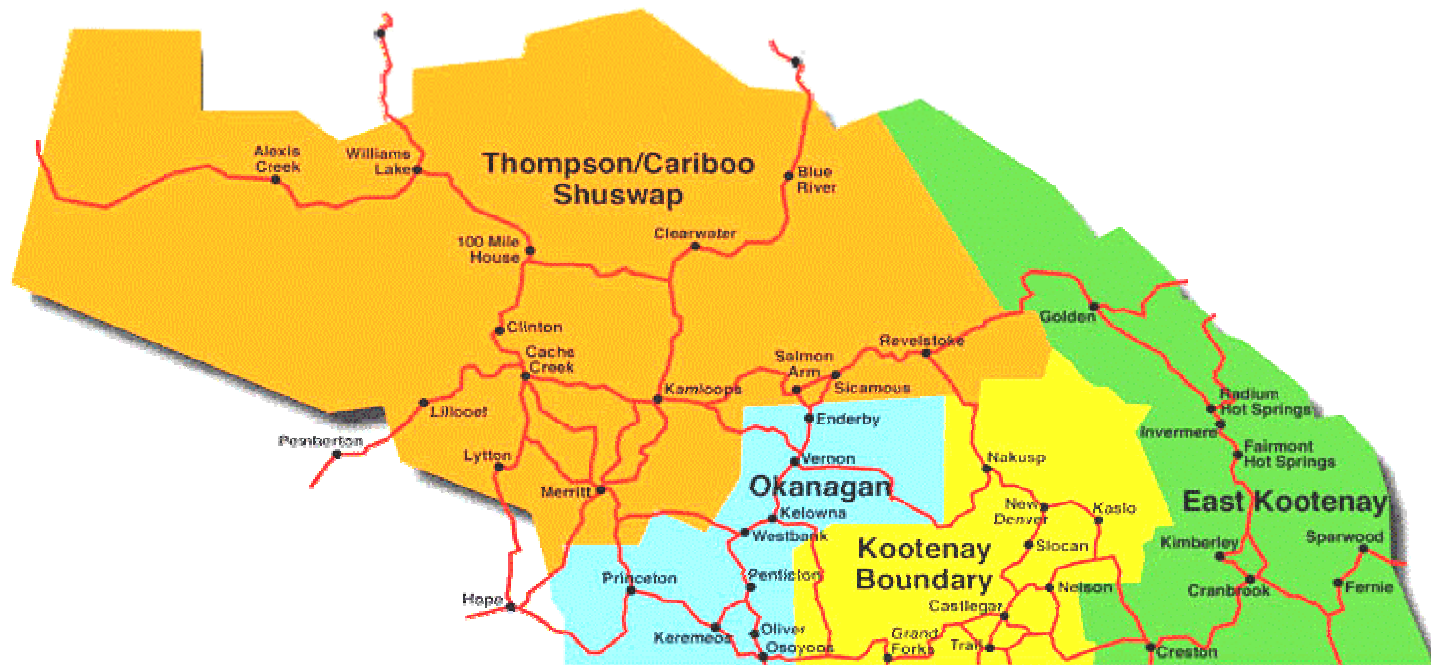 Alexis
Creek
Williams
Lake
Thompson/Cariboo
Shuswap
Blue
River
Clearwater
100 Mile
House
Clinton
Cache
Creek
Lillooet
Pemberton
Lytton
Merritt
Kamloops
Salmon
Arm
Sicamous
Revelstoke
Golden
Enderby
Vernon
Okanagan
Kelowna
Westbank
Princeton
Penticton
Hope
Keremeos
Oliver
Osoyoos
Nakusp
New
Denver
Kaslo
Slocan
Kootenay
Boundary
Nelson
Castlegar
Grand
Forks
Trail
Radium
Hot Springs
Invermere
Fairmont
Hot Springs
East Kootenay
Kimberley
Sparwood
Cranbrook
Fernie
Creston